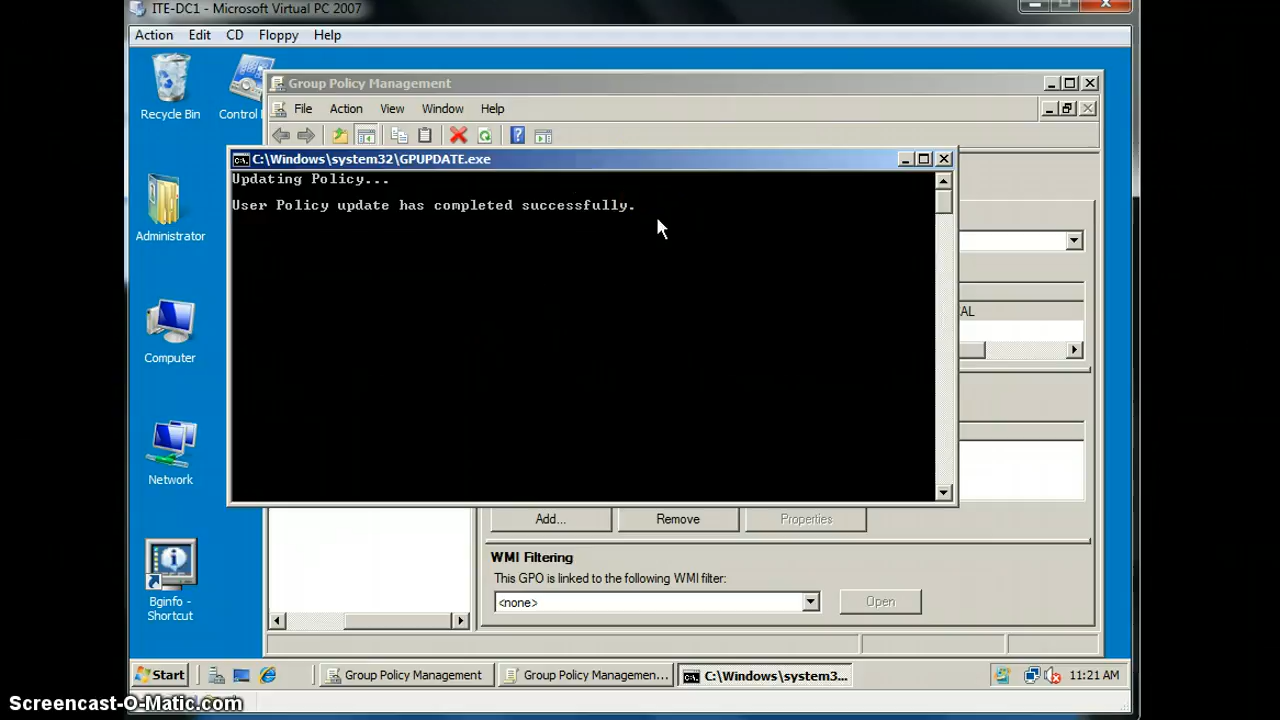 ITE-DC1 - Microsoft Virtual PC 2007
Action Edit CD Floppy Help
Recycle Bin
Control
Group Policy Management
File Action View Window Help
C:\Windows\system32\GPUPDATE.exe
Updating Policy...
User Policy update has completed successfully.
Administrator
AL
Computer
Network
Add... Remove Properties
WMI Filtering
This GPO is linked to the following WMI filter:
<none> Open
Bginfo -
Shortcut
Start Group Policy Management Group Policy Managemen... C:\Windows\system3... 11:21 AM
Screencast-O-Matic.com